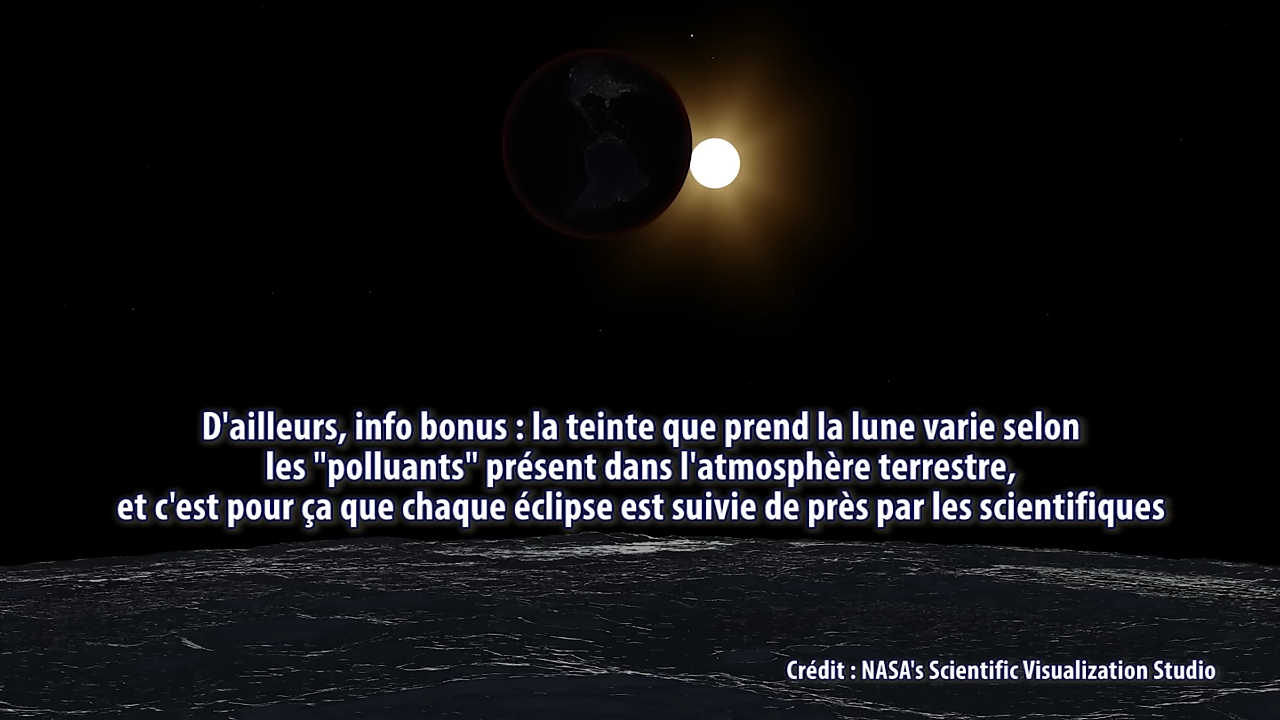 D'ailleurs, info bonus : la teinte que prend la lune varie selon
les "polluants" présent dans l'atmosphère terrestre,
et c'est pour ça que chaque éclipse est suivie de près par les scientifiques
Crédit : NASA's Scientific Visualization Studio